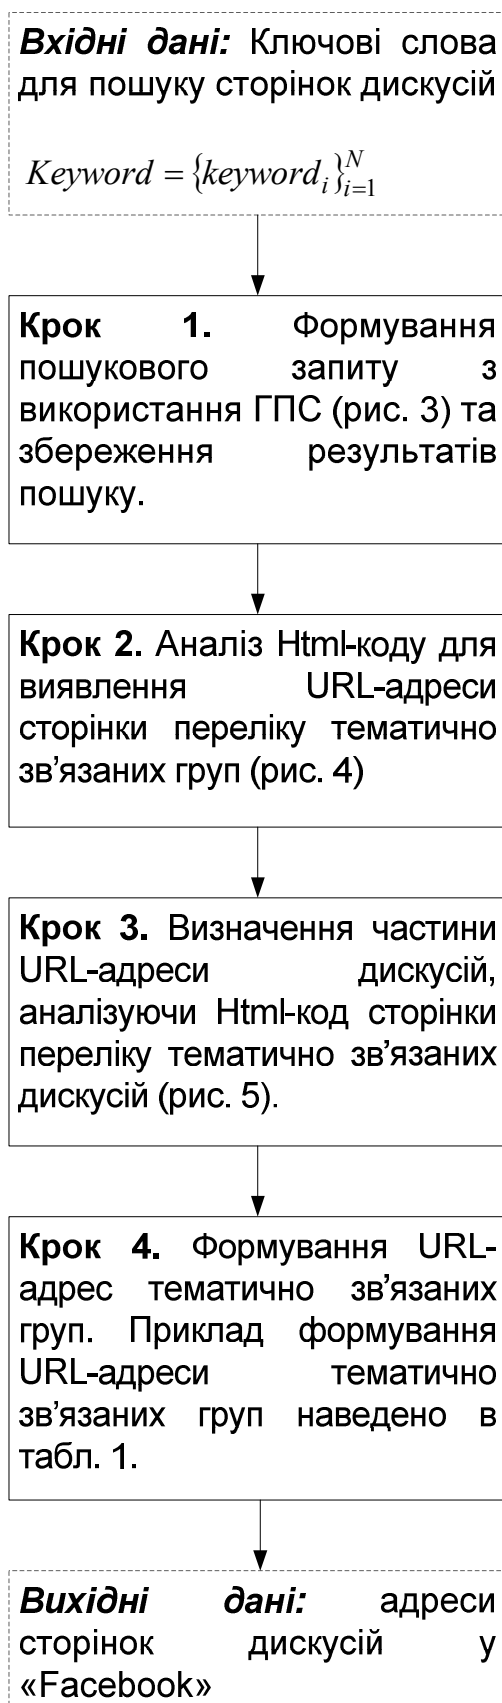 Вхідні дані: Ключові слова
для пошуку сторінок дискусій
Keyword = {keyword_i}_{i=1}^{N}
Крок 1. Формування
пошукового запиту з
використання ГПС (рис. 3) та
збереження результатів
пошуку.
Крок 2. Аналіз Html-коду для
виявлення URL-адреси
сторінки переліку тематично
зв'язаних груп (рис. 4)
Крок 3. Визначення частини
URL-адреси дискусій,
аналізуючи Html-код сторінки
переліку тематично зв'язаних
дискусій (рис. 5).
Крок 4. Формування URL-
адрес тематично зв'язаних
груп. Приклад формування
URL-адреси тематично
зв'язаних груп наведено в
табл. 1.
Вихідні дані: адреси
сторінок дискусій у
«Facebook»